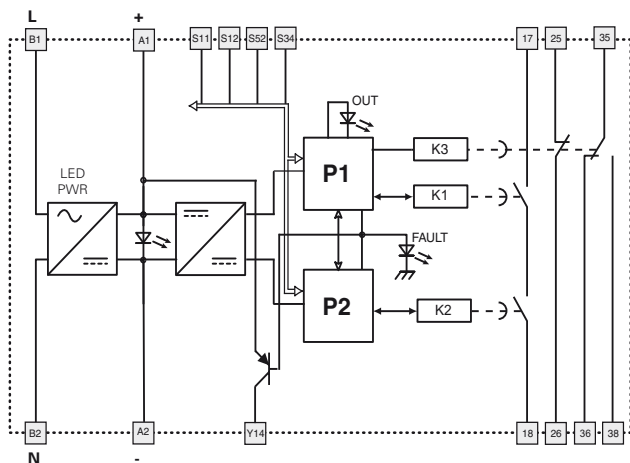 L + 
B1 A1 S11 S12 S52 S34 17 25 35
OUT
LED
PWR
P1
K3
K1
FAULT
P2
K2
B2 A2 Y14 18 26 36 38
N -